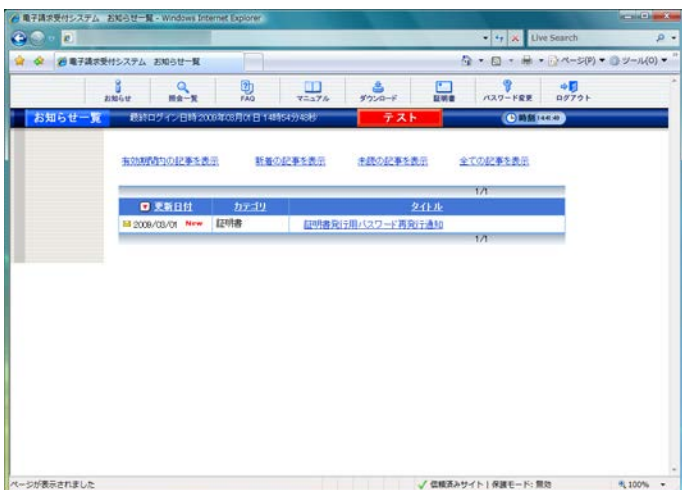 電子請求受付システム お知らせ一覧 - Windows Internet Explorer
Live Search
電子請求受付システム お知らせ一覧
ページ(P) ツール(O)
お知らせ 照会一覧 FAQ マニュアル ダウンロード 証明書 パスワード変更 ログアウト
お知らせ一覧 最終ログイン日時:2009年03月01日 14時54分48秒 テスト 時刻
有効期間内の記事を表示 新着の記事を表示 未読の記事を表示 全ての記事を表示
1/1
更新日付 カテゴリ タイトル
2009/03/01 New 証明書 証明書発行用パスワード再発行通知
1/1
ページが表示されました 信頼済みサイト | 保護モード: 無効 100%